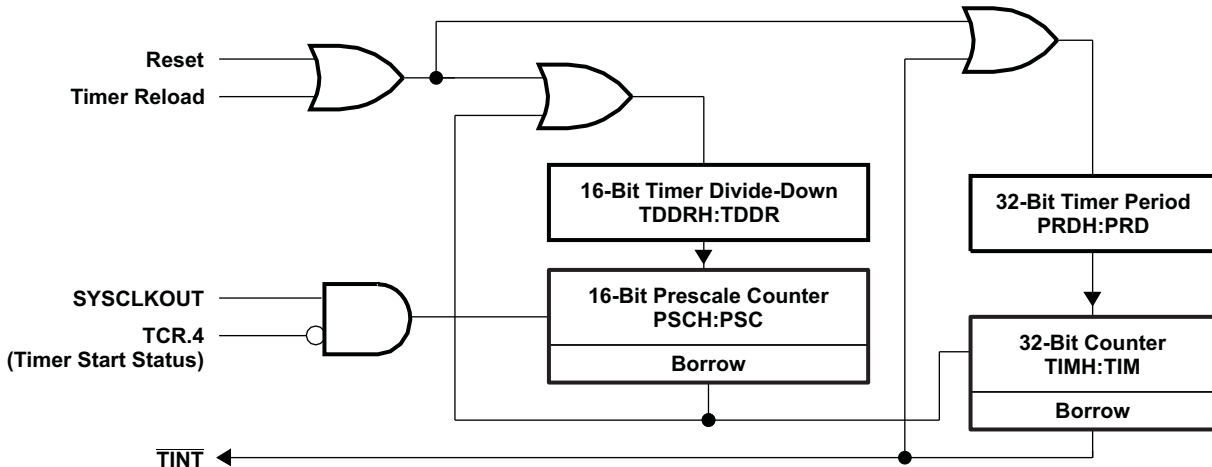 Reset
Timer Reload
16-Bit Timer Divide-Down
TDDRH:TDDR
32-Bit Timer Period
PRDH:PRD
SYSCLKOUT
TCR.4
(Timer Start Status)
16-Bit Prescale Counter
PSCH:PSC
Borrow
32-Bit Counter
TIMH:TIM
Borrow
TINT